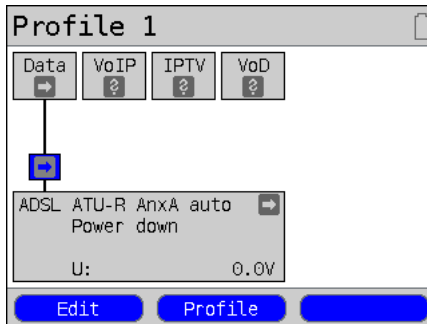 Profile 1
Data VoIP IPTV VoD
? ? ?
ADSL ATU-R AnxA auto
Power down
U: 0.0V
Edit Profile